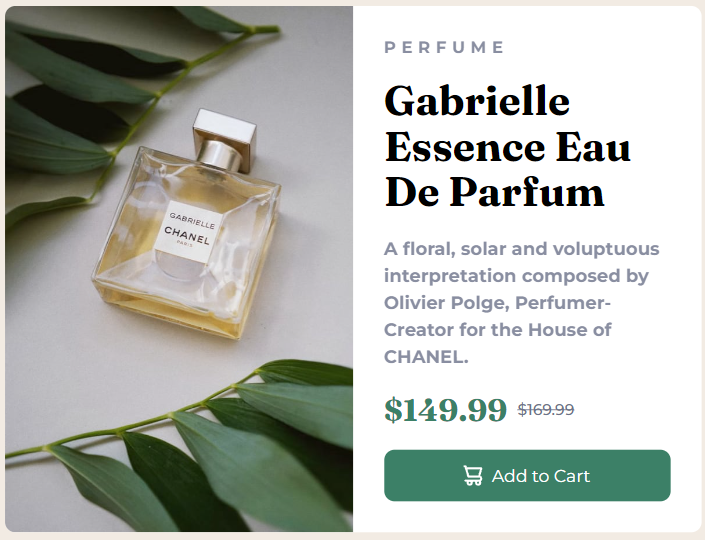 PERFUME
Gabrielle
Essence Eau
De Parfum
A floral, solar and voluptuous
interpretation composed by
Olivier Polge, Perfumer-
Creator for the House of
CHANEL.
$149.99 $169.99
Add to Cart
GABRIELLE
CHANEL
PARIS